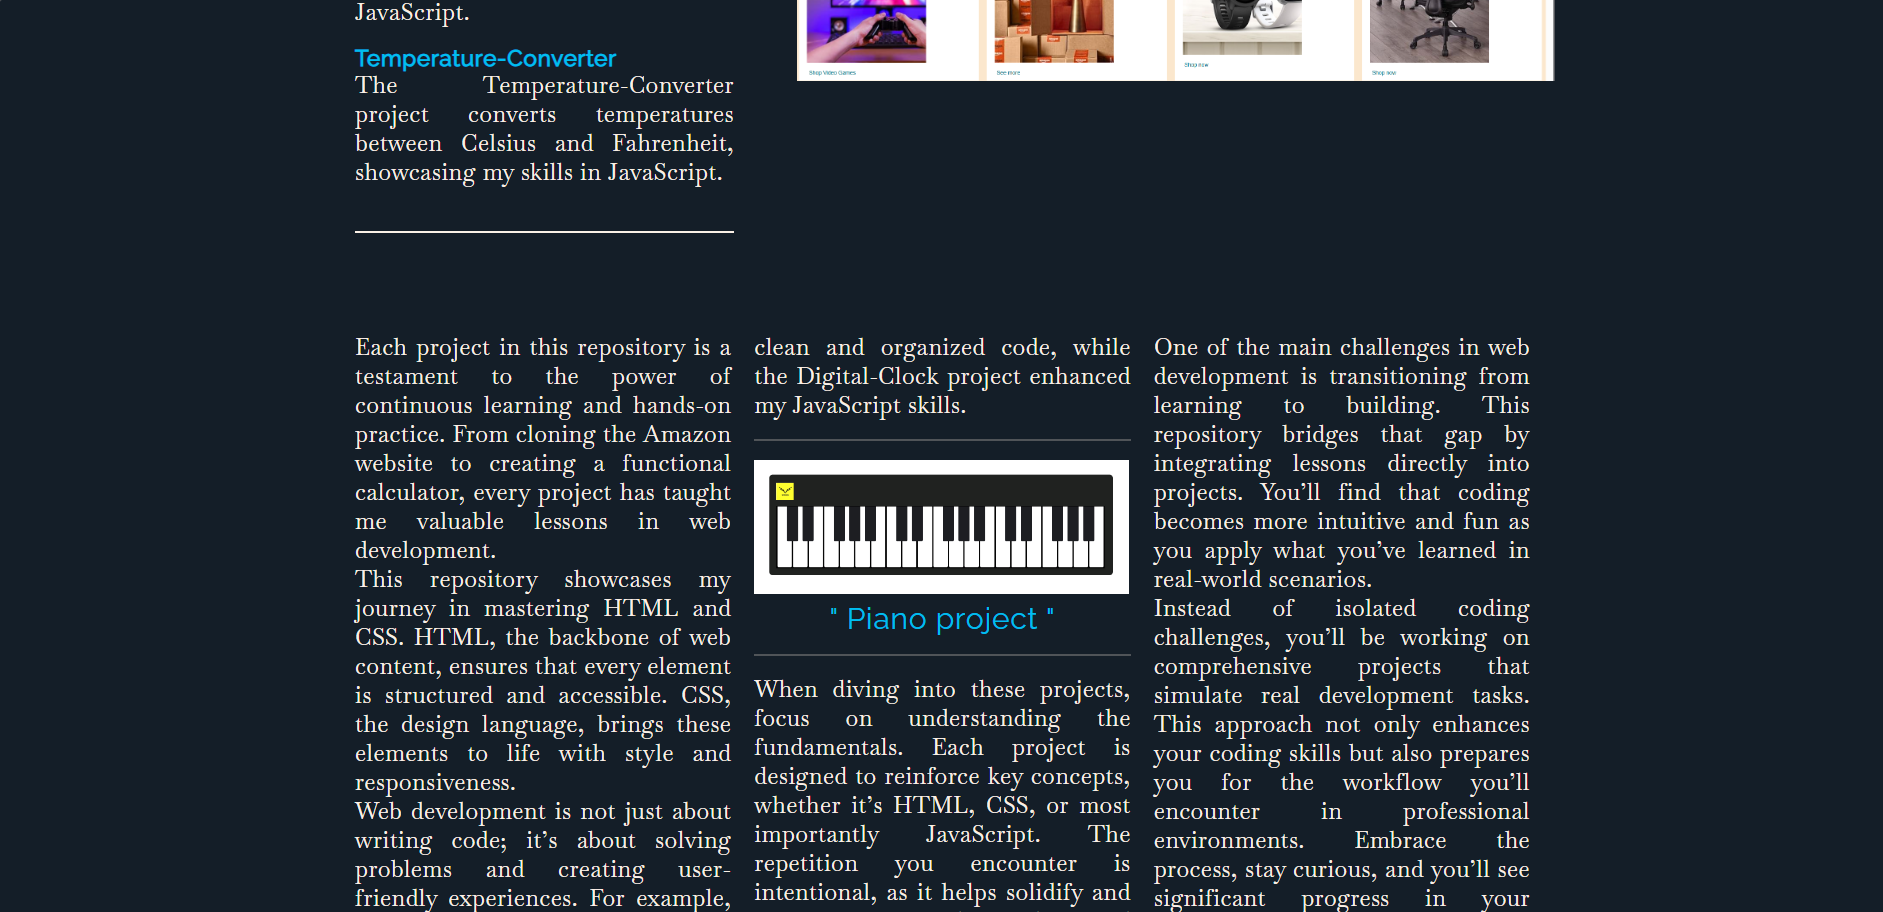 JavaScript.
Temperature-Converter
The Temperature-Converter
project converts temperatures
between Celsius and Fahrenheit,
showcasing my skills in JavaScript.
Shop Video Games
See more
Shop now
Shop now
Each project in this repository is a
testament to the power of
continuous learning and hands-on
practice. From cloning the Amazon
website to creating a functional
calculator, every project has taught
me valuable lessons in web
development.
This repository showcases my
journey in mastering HTML and
CSS. HTML, the backbone of web
content, ensures that every element
is structured and accessible. CSS,
the design language, brings these
elements to life with style and
responsiveness.
Web development is not just about
writing code; it’s about solving
problems and creating user-
friendly experiences. For example,
clean and organized code, while
the Digital-Clock project enhanced
my JavaScript skills.
" Piano project "
When diving into these projects,
focus on understanding the
fundamentals. Each project is
designed to reinforce key concepts,
whether it’s HTML, CSS, or most
importantly JavaScript. The
repetition you encounter is
intentional, as it helps solidify and
One of the main challenges in web
development is transitioning from
learning to building. This
repository bridges that gap by
integrating lessons directly into
projects. You’ll find that coding
becomes more intuitive and fun as
you apply what you’ve learned in
real-world scenarios.
Instead of isolated coding
challenges, you’ll be working on
comprehensive projects that
simulate real development tasks.
This approach not only enhances
your coding skills but also prepares
you for the workflow you’ll
encounter in professional
environments. Embrace the
process, stay curious, and you’ll see
significant progress in your